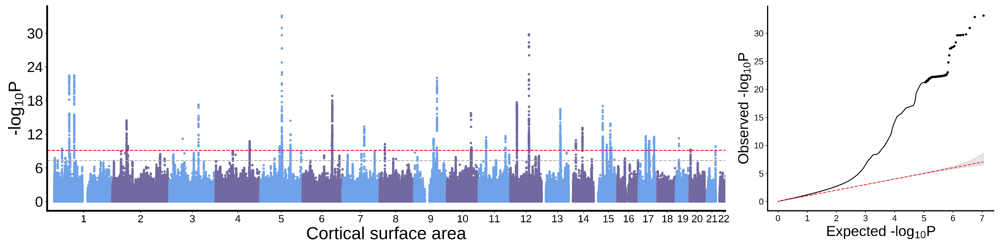 -log10P
30
24
18
12
6
0
1 2 3 4 5 6 7 8 9 10 11 12 13 14 15 16 17 18 19 20 21 22
Cortical surface area
Observed -log10P
30
25
20
15
10
5
0
0 1 2 3 4 5 6 7
Expected -log10P